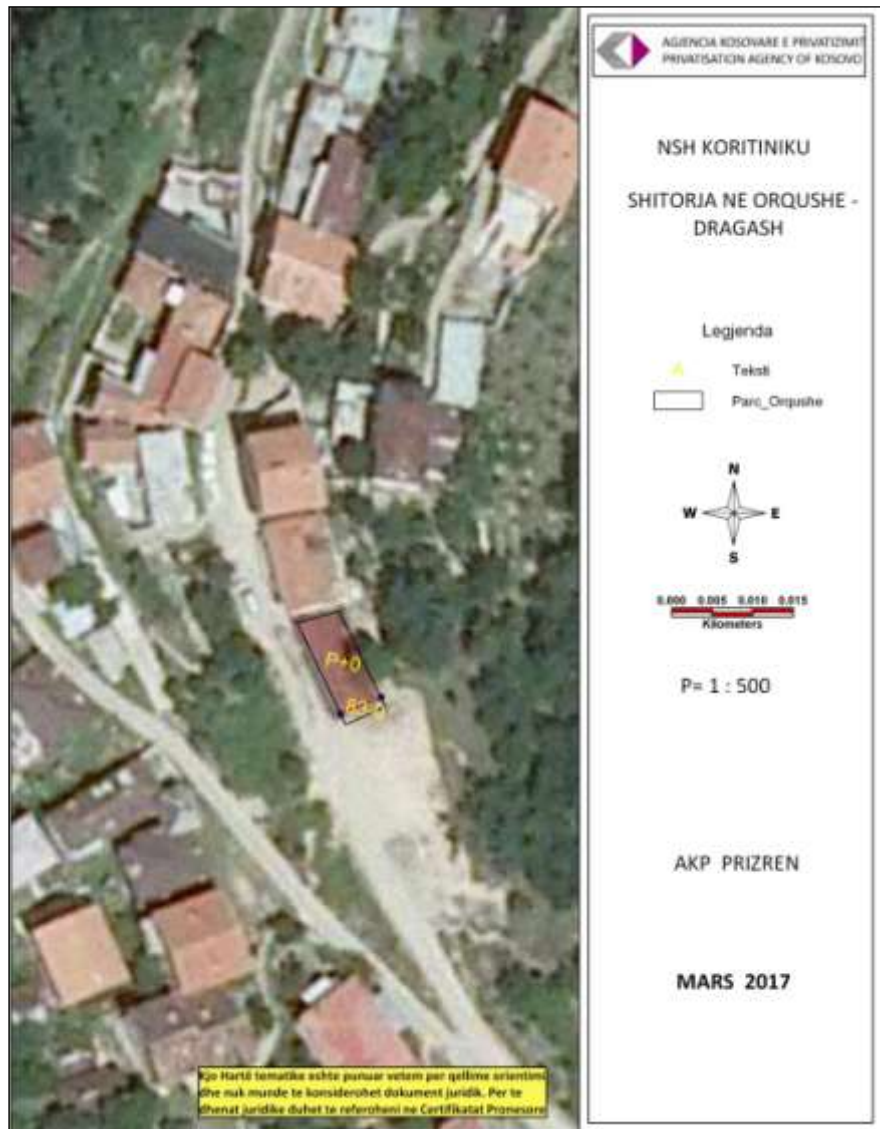 AGJENCIA KOSOVARE E PRIVATIZIMIT
PRIVATISATION AGENCY OF KOSOVO
NSH KORITINIKU
SHITORJA NE ORQUSHE -
DRAGASH
Legjenda
Teksti
Parc_Orqushe
N
W E
S
0.000 0.005 0.010 0.015
Kilometers
P= 1 : 500
AKP PRIZREN
MARS 2017
P+0
Kjo Hartë tematike eshte punuar vetem per qellime orientimi
dhe nuk munde te konsiderohet dokument juridik. Per te
dhenat juridike duhet te referoheni ne Certifikatat Pronesore